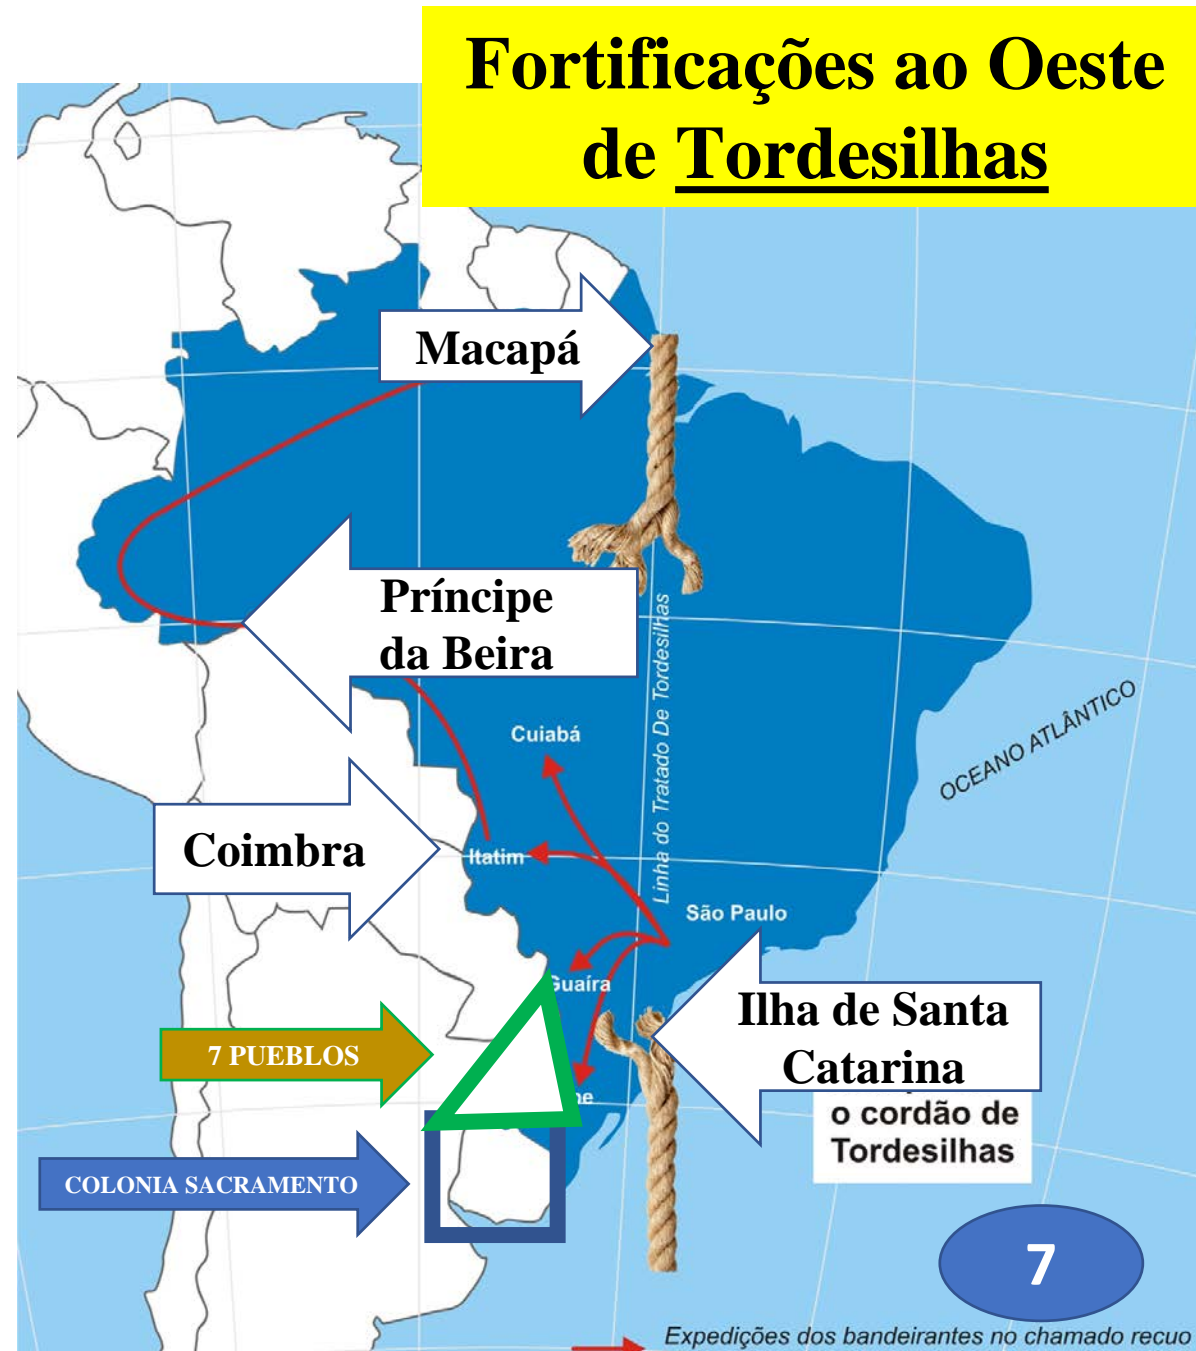 Fortificações ao Oeste
de Tordesilhas
Macapá
Príncipe
da Beira
Linha do Tratado De Tordesilhas
Cuiabá
OCEANO ATLÂNTICO
Coimbra
Itatim
São Paulo
Guaíra
Ilha de Santa
Catarina
7 PUEBLOS
o cordão de
Tordesilhas
COLONIA SACRAMENTO
7
Expedições dos bandeirantes no chamado recuo